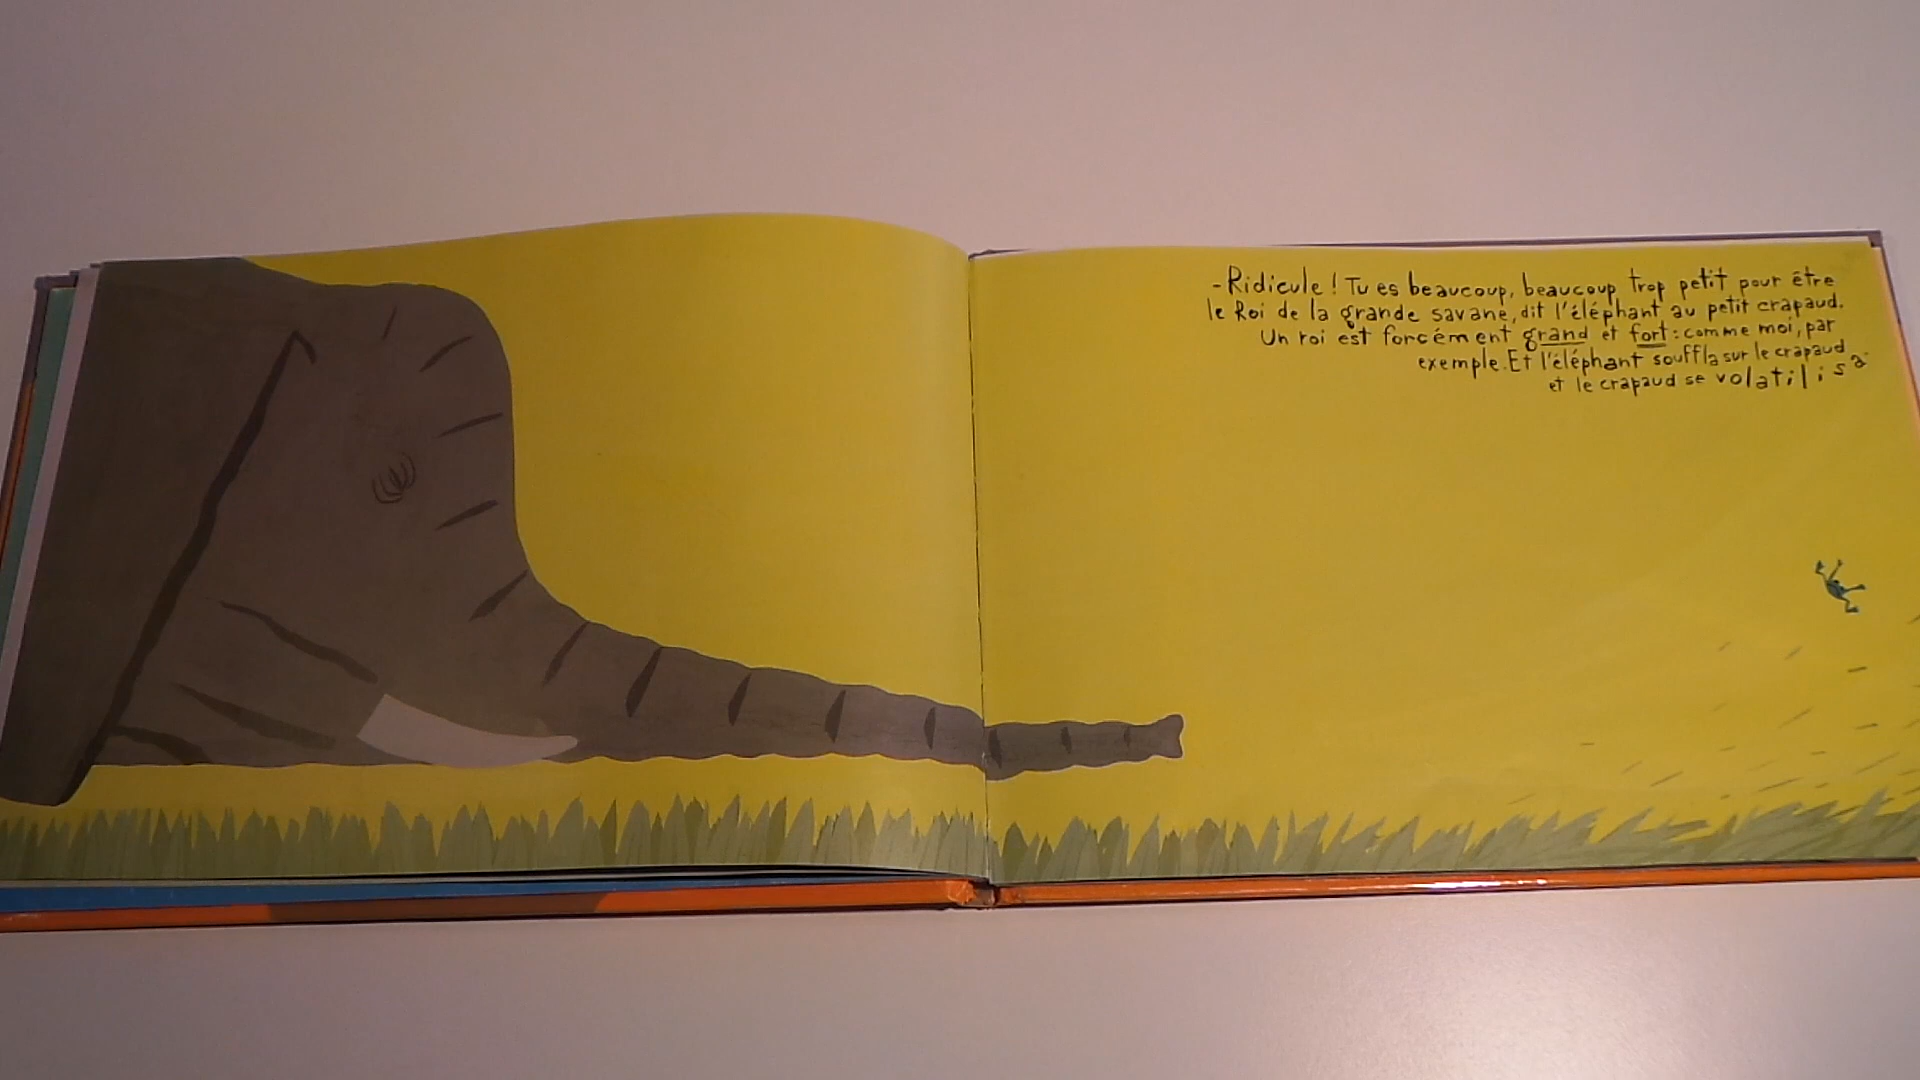 -Ridicule! Tu es beaucoup, beaucoup trop petit pour être
le Roi de la grande savane, dit l'éléphant au petit crapaud.
Un roi est forcément grand et fort: comme moi, par
exemple. Et l'éléphant souffla sur le crapaud
et le crapaud se volatilisa